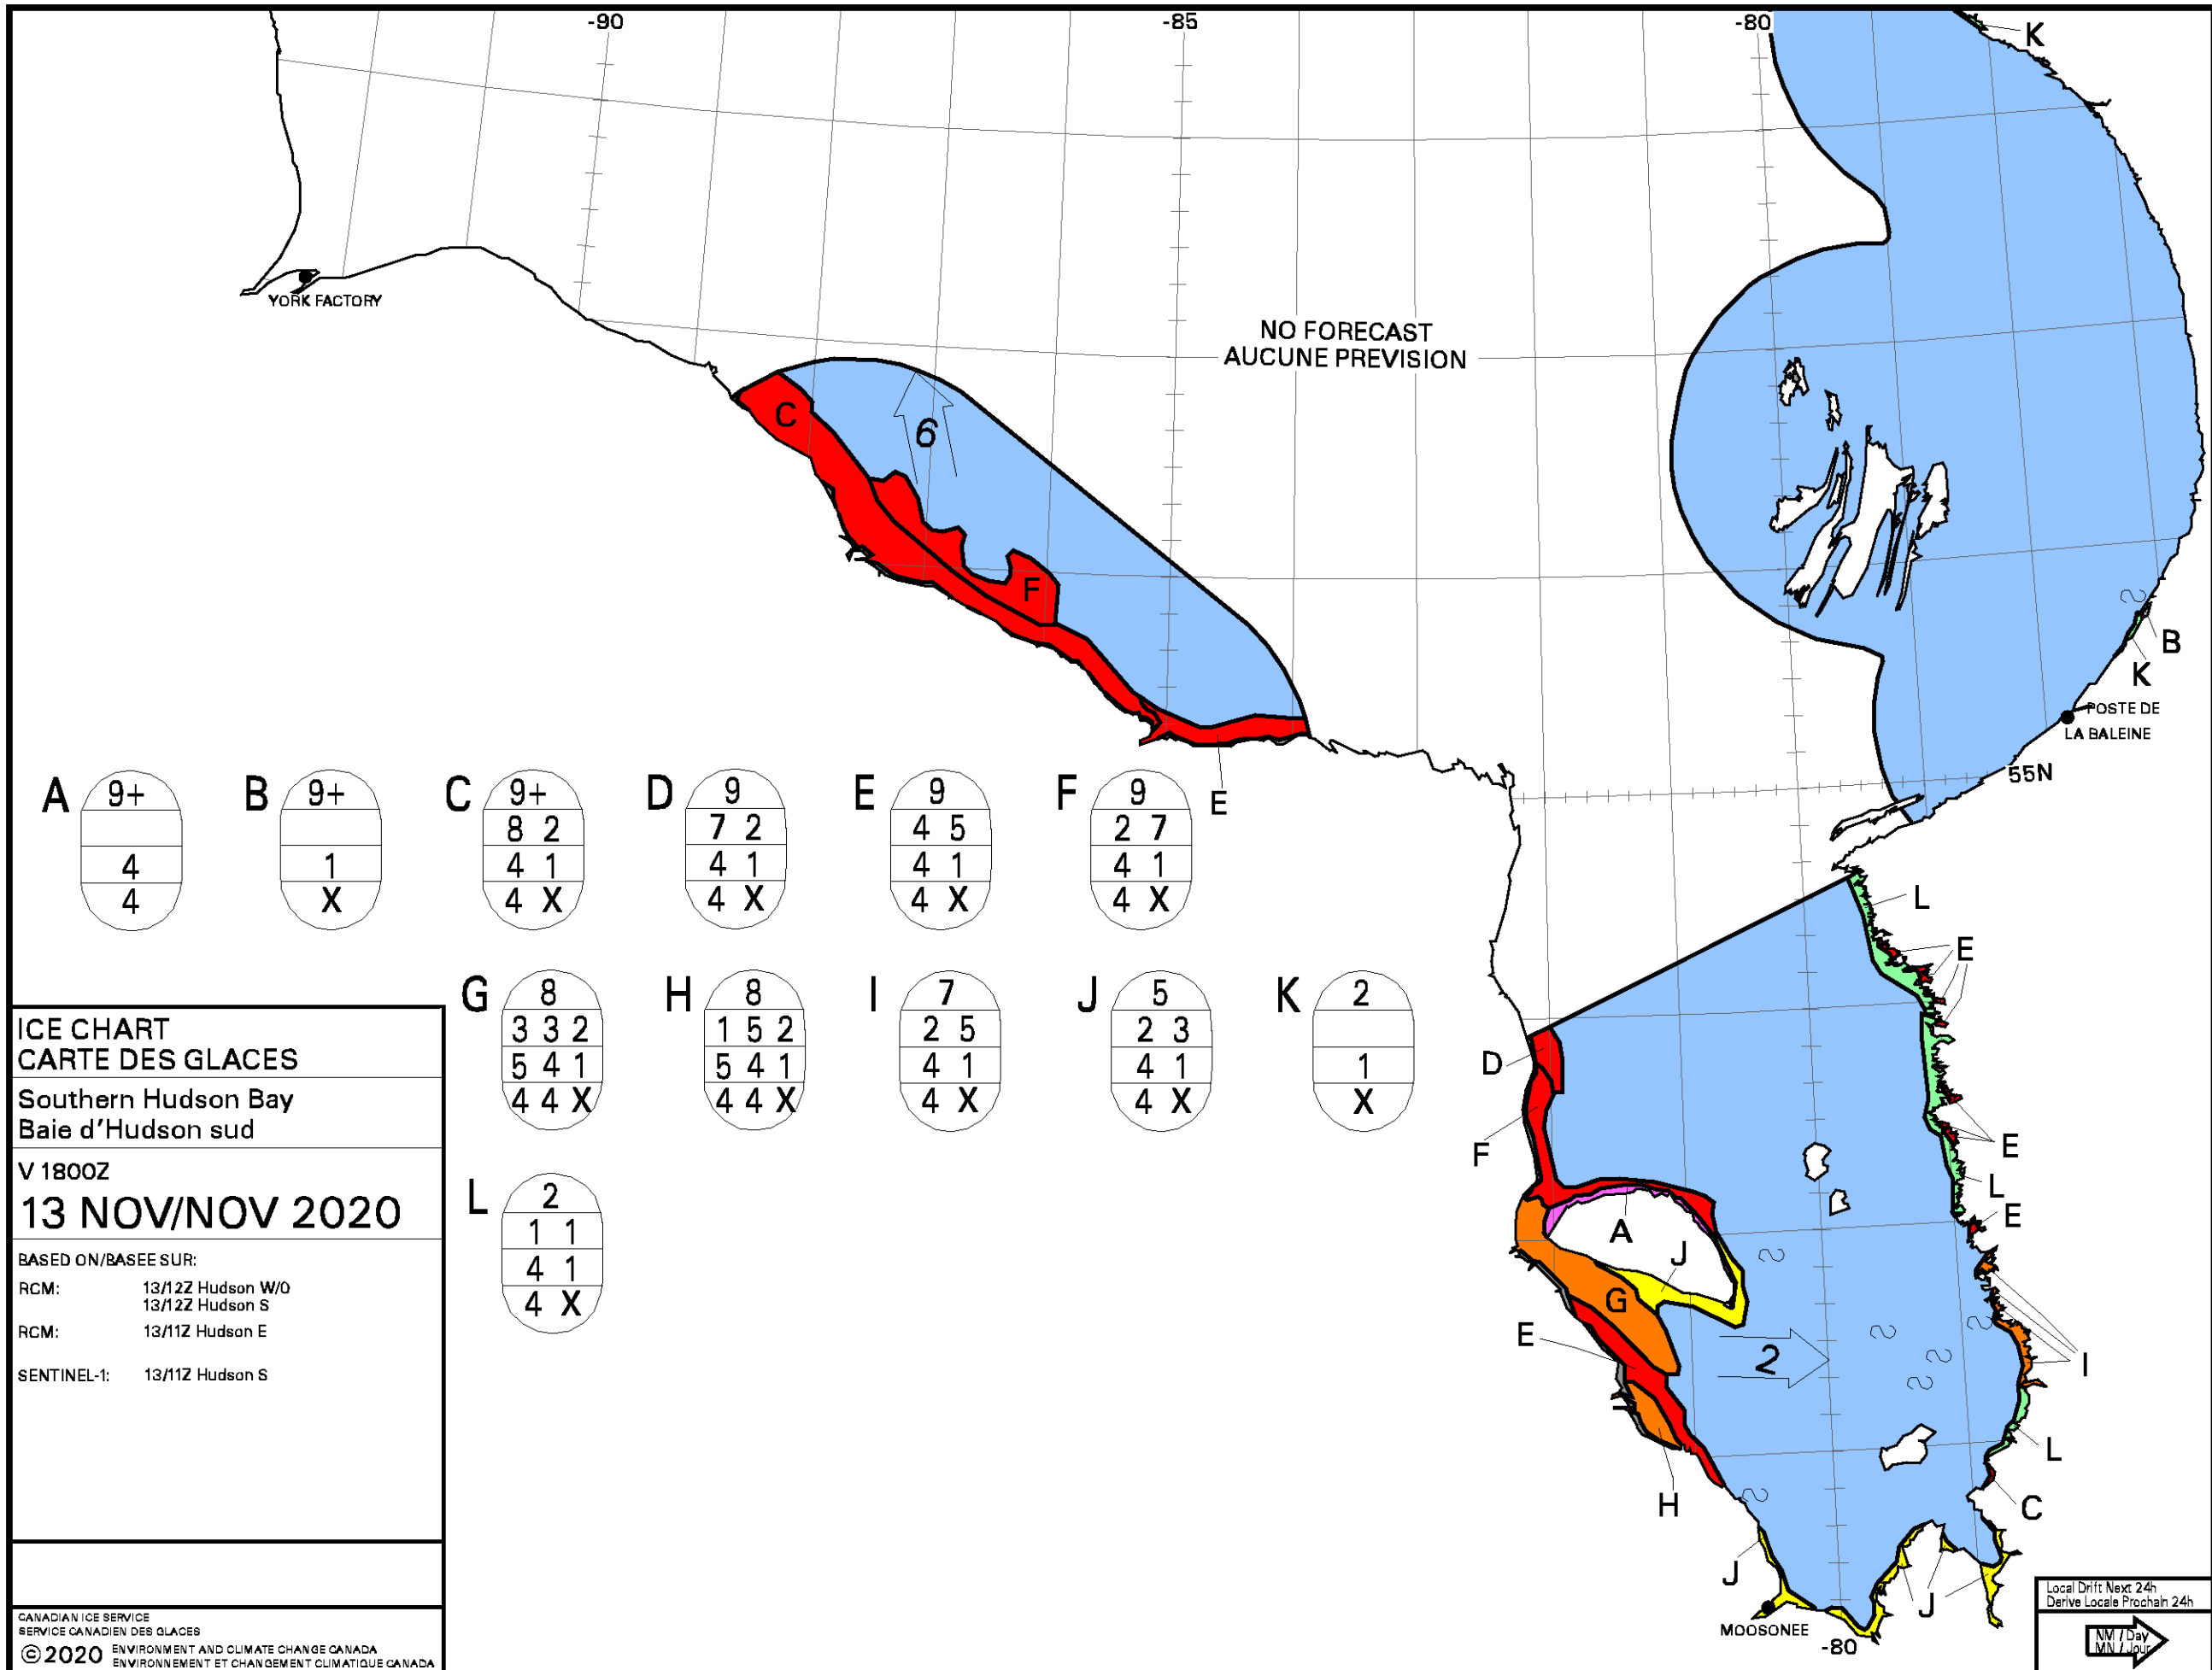 -90 -85 -80
K
YORK FACTORY
NO FORECAST
AUCUNE PREVISION
C
6
F
B
K
POSTE DE
LA BALEINE
55N
E
A 9+ 4 4
B 9+ 1 X
C 9+ 8 2 4 1 4 X
D 9 7 2 4 1 4 X
E 9 4 5 4 1 4 X
F 9 2 7 4 1 4 X
G 8 3 3 2 5 4 1 4 4 X
H 8 1 5 2 5 4 1 4 4 X
I 7 2 5 4 1 4 X
J 5 2 3 4 1 4 X
K 2 1 X
L 2 1 1 4 1 4 X
L
E
D
E
F
L
E
A
J
G
E
2
I
L
H
C
J
J
MOOSONEE
-80
ICE CHART
CARTE DES GLACES
Southern Hudson Bay
Baie d'Hudson sud
V 1800Z
13 NOV/NOV 2020
BASED ON/BASEE SUR:
RCM: 13/12Z Hudson W/O
13/12Z Hudson S
RCM: 13/11Z Hudson E
SENTINEL-1: 13/11Z Hudson S
CANADIAN ICE SERVICE
SERVICE CANADIEN DES GLACES
©2020 ENVIRONMENT AND CLIMATE CHANGE CANADA
ENVIRONNEMENT ET CHANGEMENT CLIMATIQUE CANADA
Local Drift Next 24h
Derive Locale Prochain 24h
NM / Day
MN / Jour